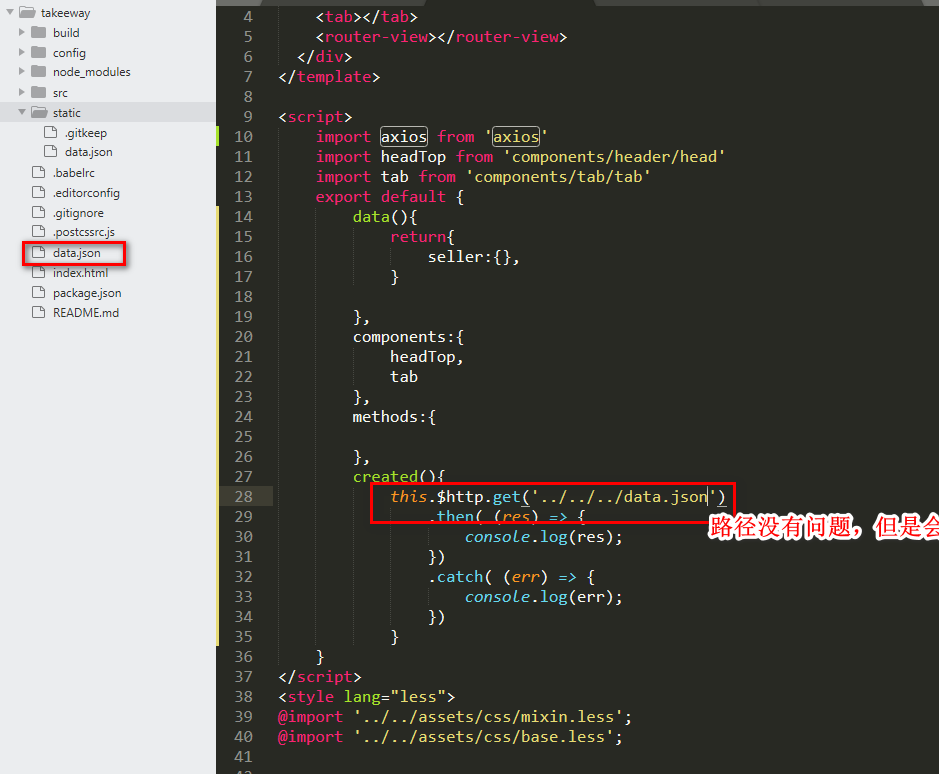 takeeway
build
config
node_modules
src
static
.gitkeep
data.json
.babelrc
.editorconfig
.gitignore
.postcssrc.js
data.json
index.html
package.json
README.md
4 <tab></tab>
5 <router-view></router-view>
6 </div>
7 </template>
8
9 <script>
10 import axios from 'axios'
11 import headTop from 'components/header/head'
12 import tab from 'components/tab/tab'
13 export default {
14 data(){
15 return{
16 seller:{},
17 }
18
19 },
20 components:{
21 headTop,
22 tab
23 },
24 methods:{
25
26 },
27 created(){
28 this.$http.get('../../../data.json')
29 .then( (res) => {
路径没有问题，但是会
30 console.log(res);
31 })
32 .catch( (err) => {
33 console.log(err);
34 })
35 }
36 }
37 </script>
38 <style lang="less">
39 @import '../../assets/css/mixin.less';
40 @import '../../assets/css/base.less';
41